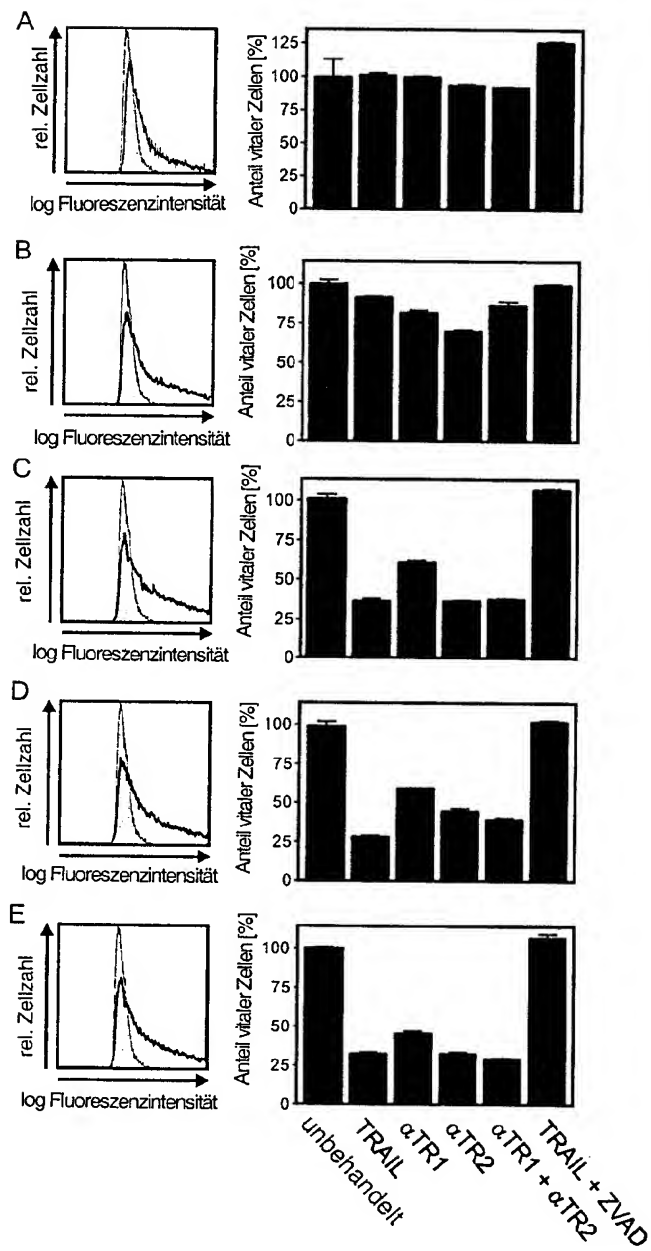 A
rel. Zellzahl
log Fluoreszenzintensität
Anteil vitaler Zellen [%]
125
100
75
50
25
0
B
rel. Zellzahl
log Fluoreszenzintensität
Anteil vitaler Zellen [%]
100
75
50
25
0
C
rel. Zellzahl
log Fluoreszenzintensität
Anteil vitaler Zellen [%]
100
75
50
25
0
D
rel. Zellzahl
log Fluoreszenzintensität
Anteil vitaler Zellen [%]
100
75
50
25
0
E
rel. Zellzahl
log Fluoreszenzintensität
Anteil vitaler Zellen [%]
100
75
50
25
0
unbehandelt
TRAIL
αTR1
αTR2
αTR1 + αTR2
TRAIL + ZVAD